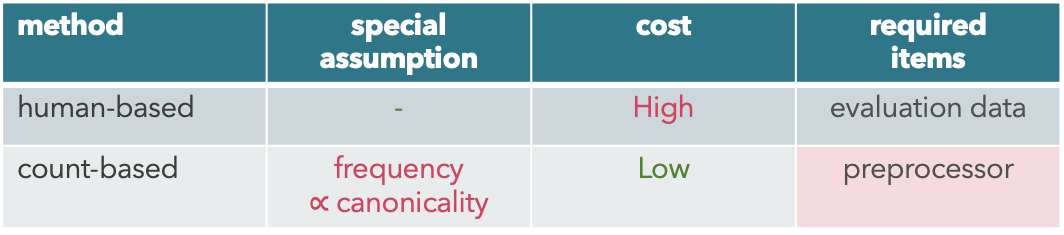 method special assumption cost required items
human-based - High evaluation data
count-based frequency ∝ canonicality Low preprocessor